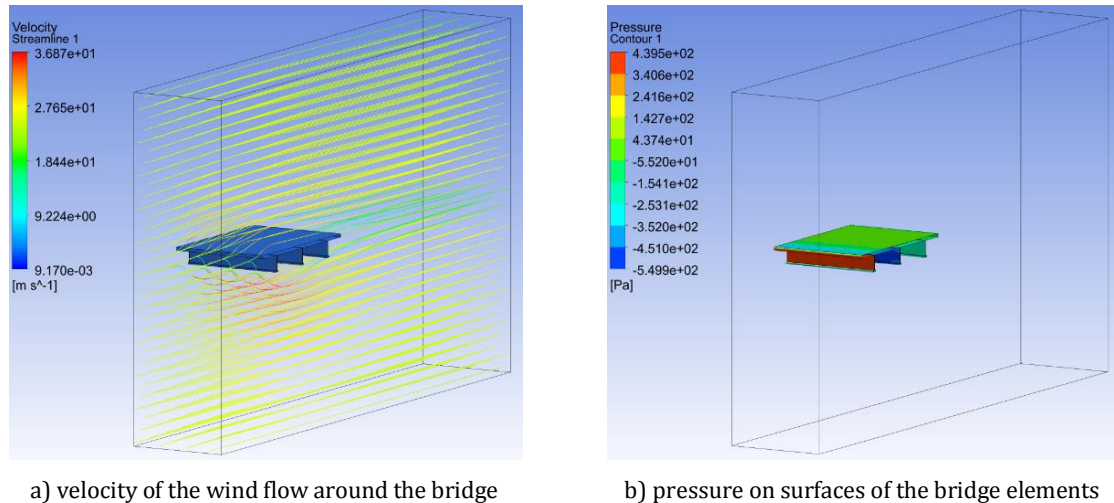 Velocity
Streamline 1
3.687e+01
2.765e+01
1.844e+01
9.224e+00
9.170e-03
[m s^-1]
Pressure
Contour 1
4.395e+02
3.406e+02
2.416e+02
1.427e+02
4.374e+01
-5.520e+01
-1.541e+02
-2.531e+02
-3.520e+02
-4.510e+02
-5.499e+02
[Pa]
a) velocity of the wind flow around the bridge
b) pressure on surfaces of the bridge elements